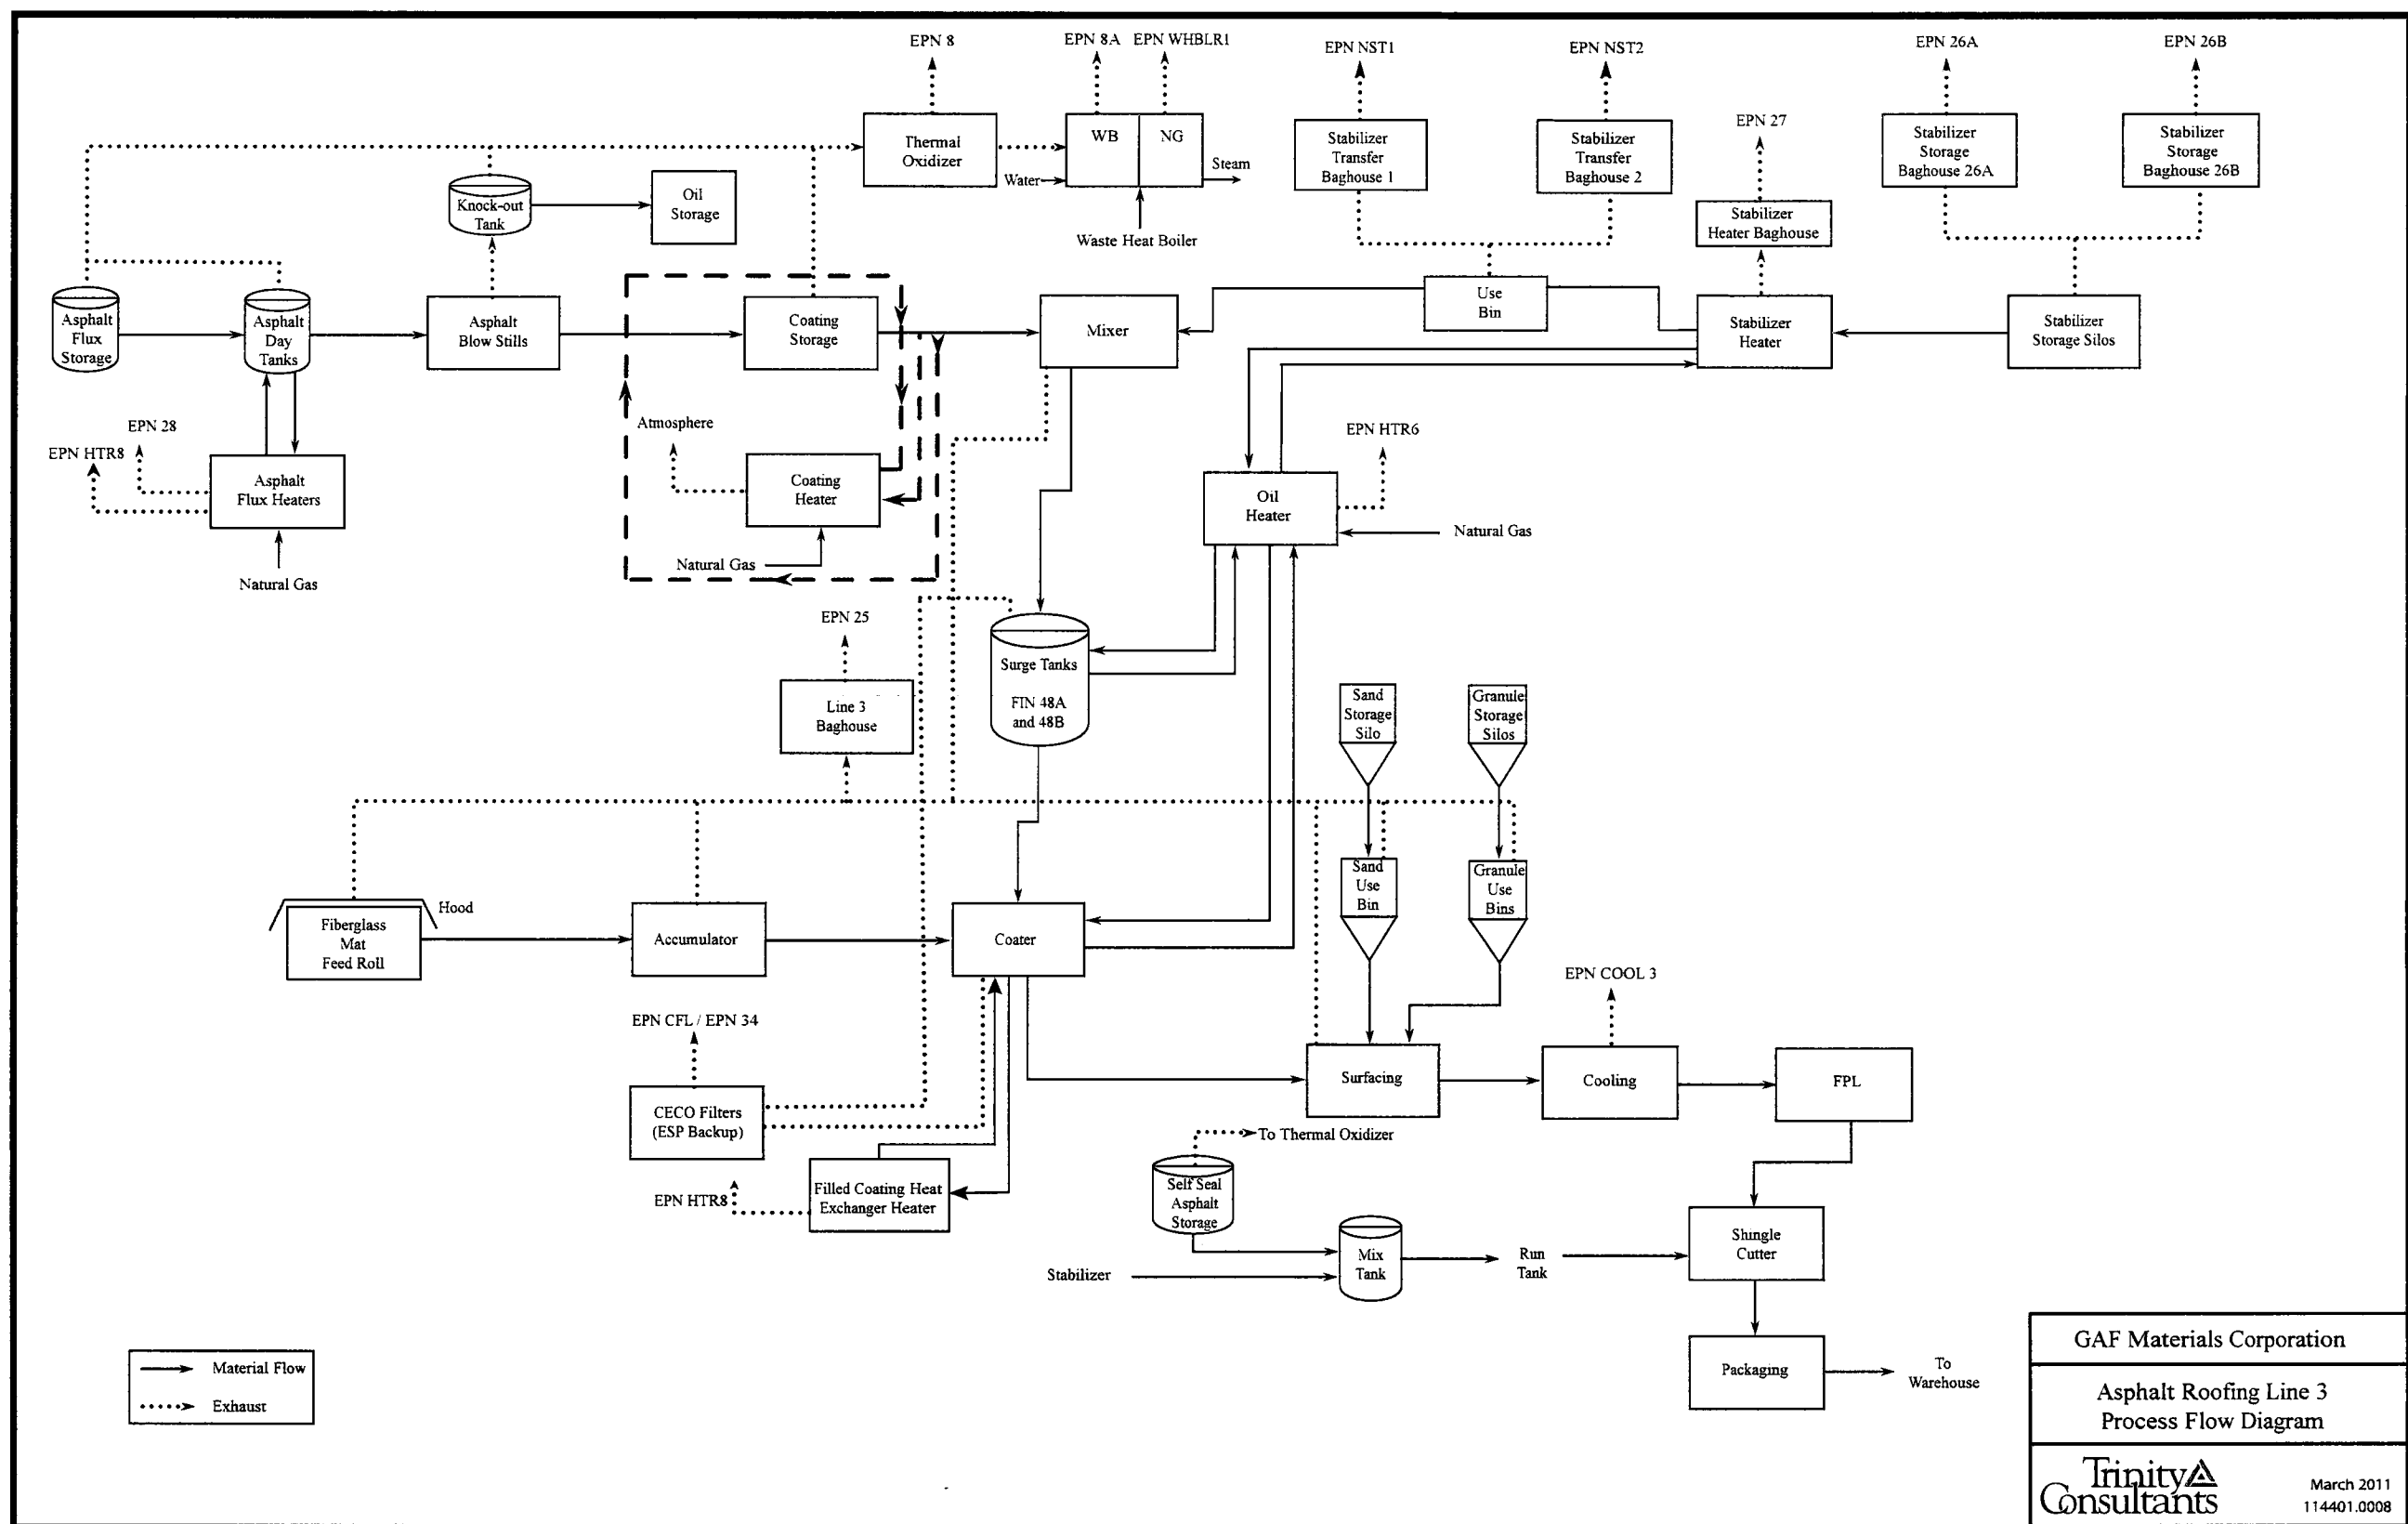 EPN 8
EPN 8A
EPN WHBLR1
EPN NST1
EPN NST2
EPN 26A
EPN 26B
Thermal
Oxidizer
WB
NG
Water
Steam
Waste Heat Boiler
Stabilizer
Transfer
Baghouse 1
Stabilizer
Transfer
Baghouse 2
EPN 27
Stabilizer
Heater Baghouse
Stabilizer
Storage
Baghouse 26A
Stabilizer
Storage
Baghouse 26B
Knock-out
Tank
Oil
Storage
Asphalt
Flux
Storage
Asphalt
Day
Tanks
Asphalt
Blow Stills
Coating
Storage
Mixer
Use
Bin
Stabilizer
Heater
Stabilizer
Storage Silos
EPN 28
EPN HTR8
Asphalt
Flux Heaters
Natural Gas
Atmosphere
Coating
Heater
Natural Gas
EPN HTR6
Oil
Heater
Natural Gas
EPN 25
Line 3
Baghouse
Surge Tanks
FIN 48A
and 48B
Sand
Storage
Silo
Granule
Storage
Silos
Hood
Fiberglass
Mat
Feed Roll
Accumulator
Coater
Sand
Use
Bin
Granule
Use
Bins
EPN CFL / EPN 34
CECO Filters
(ESP Backup)
EPN HTR8
Filled Coating Heat
Exchanger Heater
EPN COOL 3
Surfacing
Cooling
FPL
To Thermal Oxidizer
Self Seal
Asphalt
Storage
Stabilizer
Mix
Tank
Run
Tank
Shingle
Cutter
Packaging
To
Warehouse
Material Flow
Exhaust
GAF Materials Corporation
Asphalt Roofing Line 3
Process Flow Diagram
Trinity
Consultants
March 2011
114401.0008